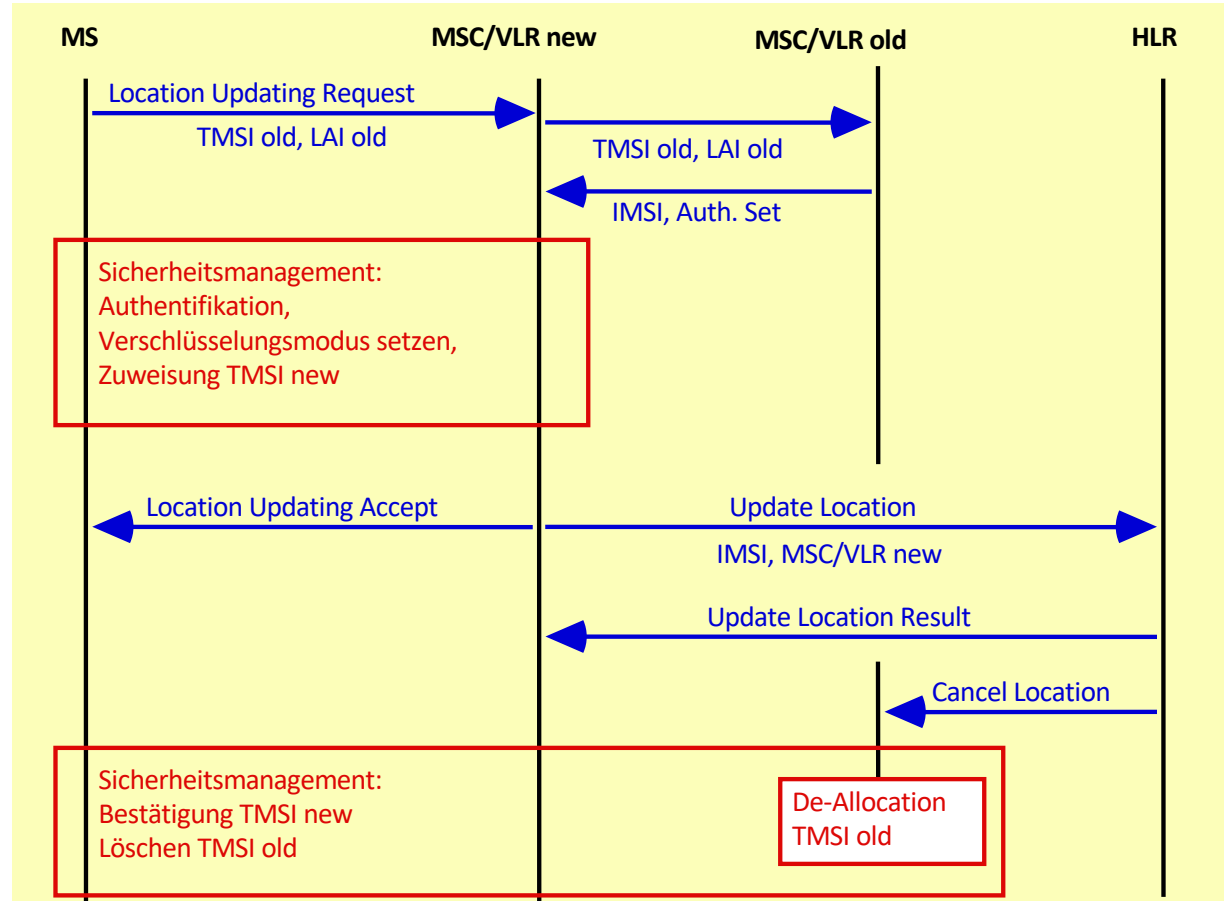 MS
MSC/VLR new
MSC/VLR old
HLR
Location Updating Request
TMSI old, LAI old
TMSI old, LAI old
IMSI, Auth. Set
Sicherheitsmanagement:
Authentifikation,
Verschlüsselungsmodus setzen,
Zuweisung TMSI new
Location Updating Accept
Update Location
IMSI, MSC/VLR new
Update Location Result
Cancel Location
Sicherheitsmanagement:
Bestätigung TMSI new
Löschen TMSI old
De-Allocation
TMSI old